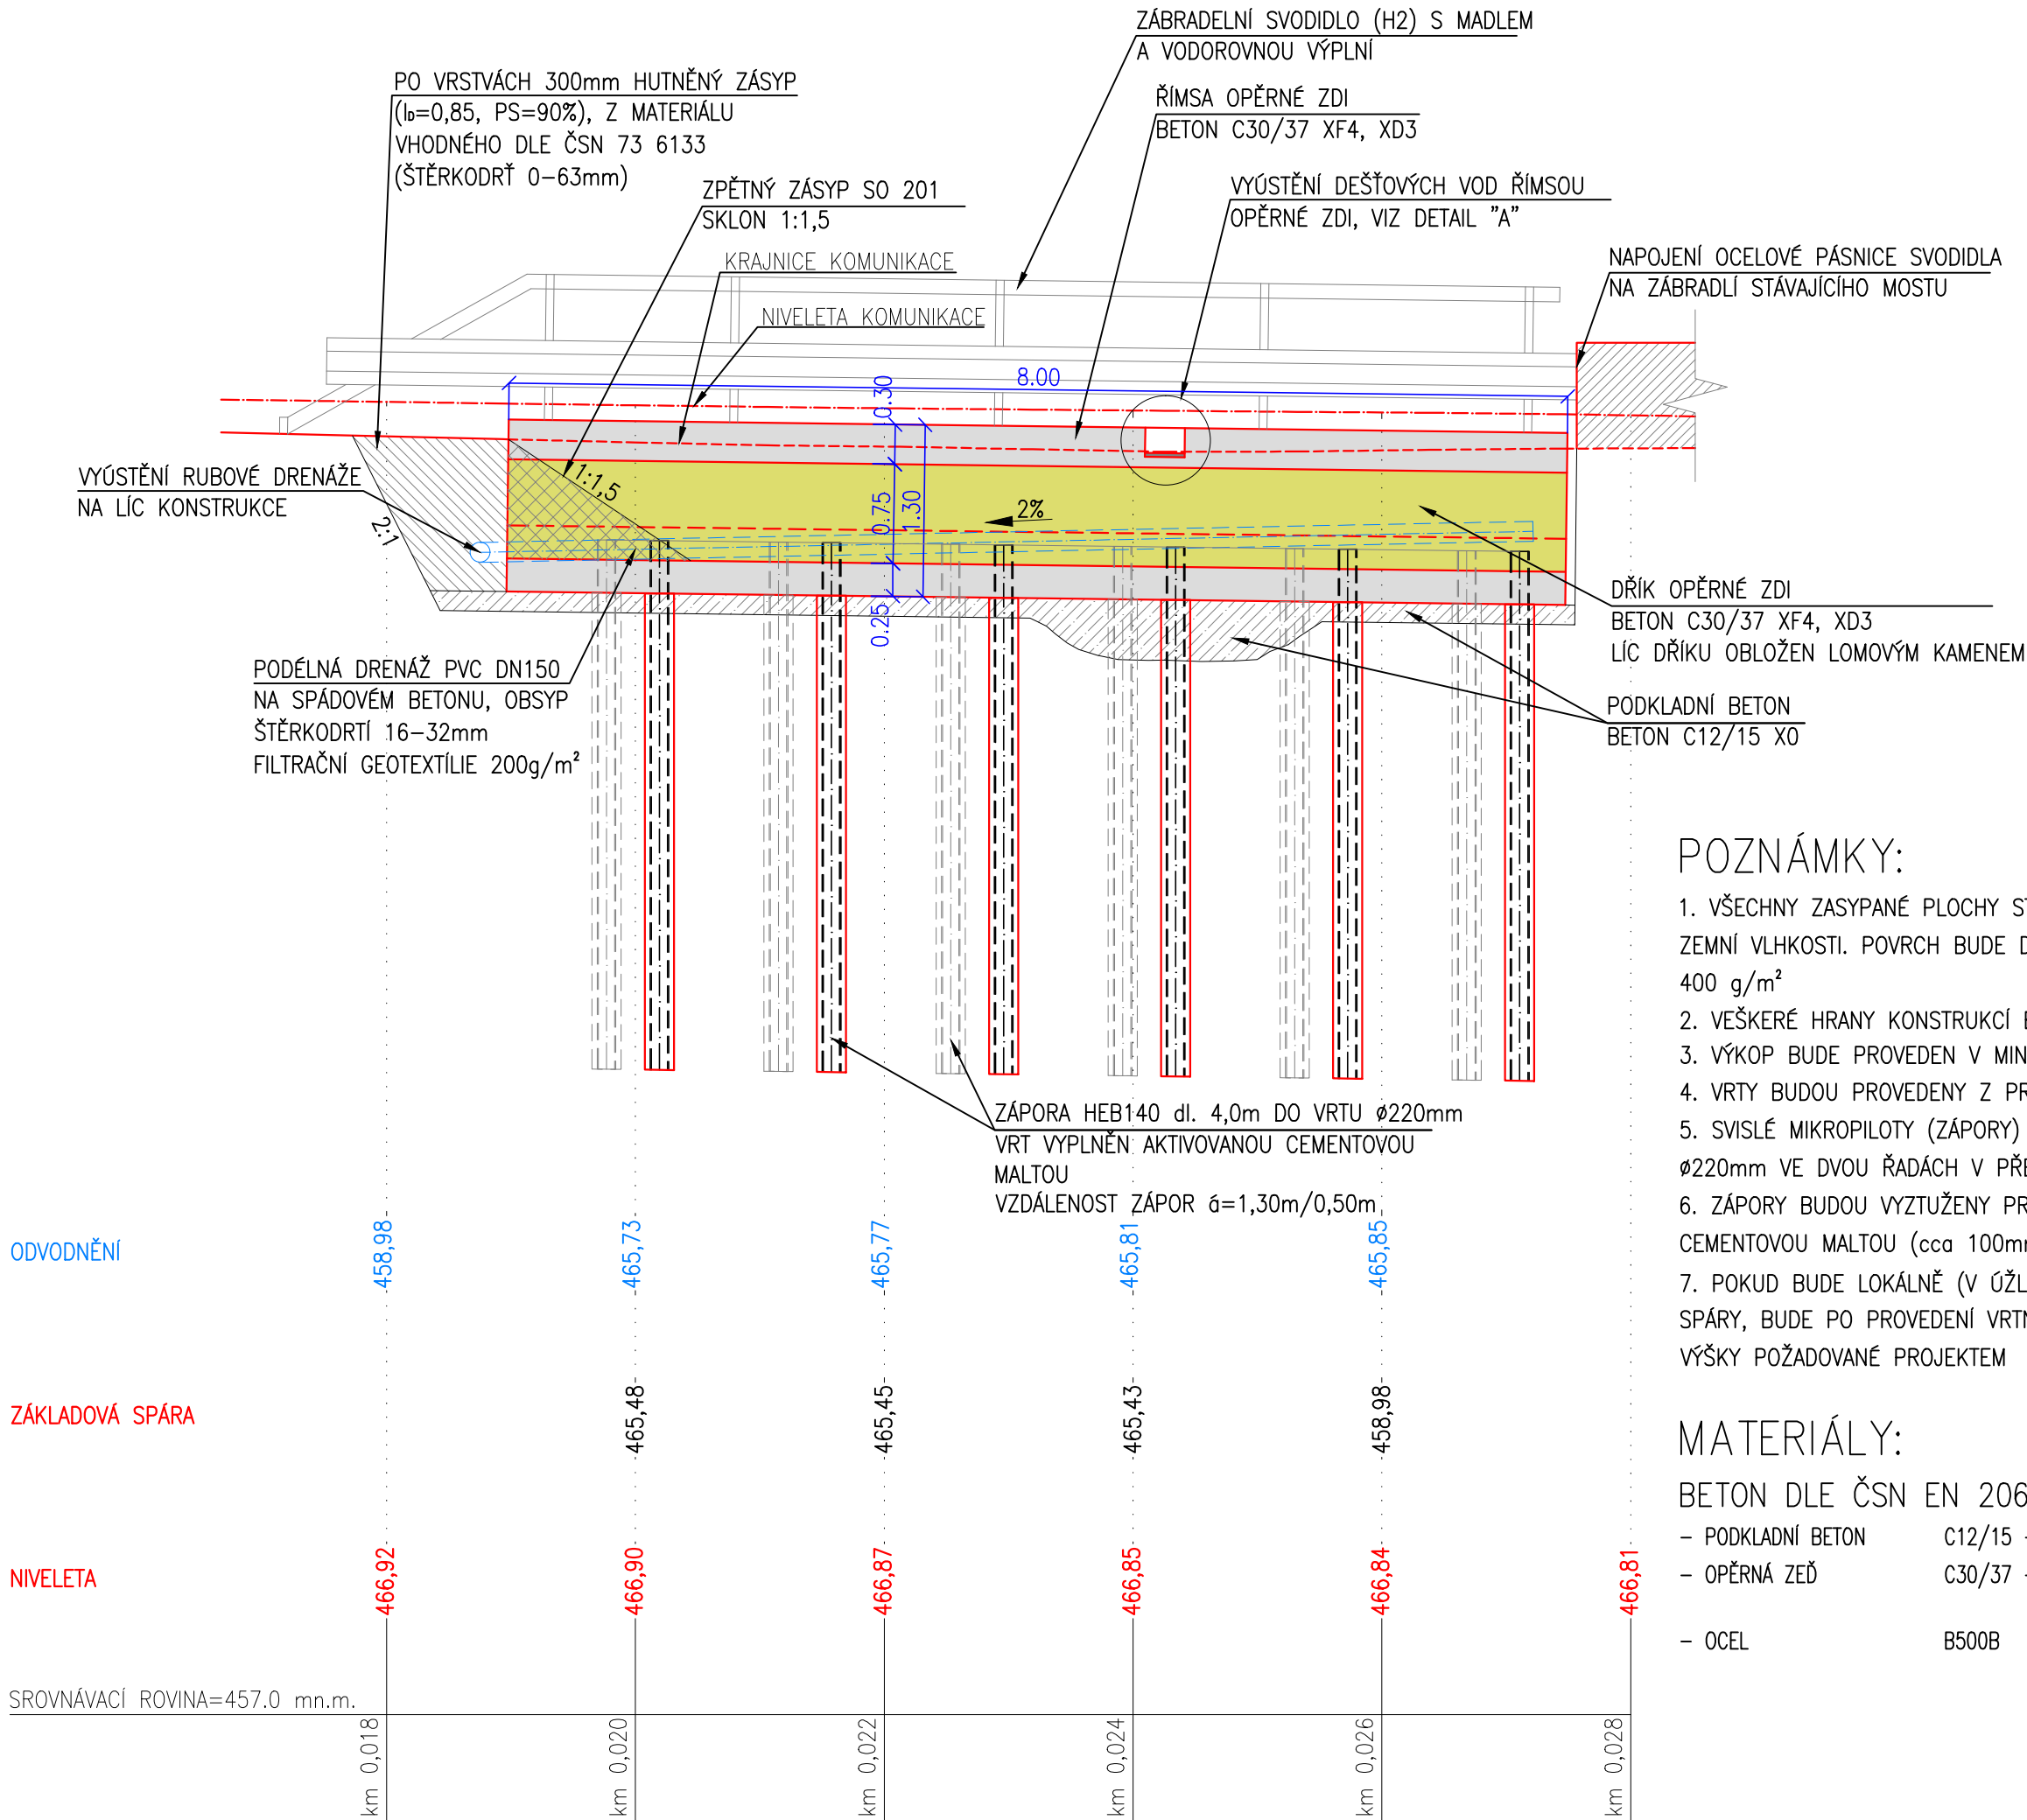 ZÁBRADELNÍ SVODIDLO (H2) S MADLEM
A VODOROVNOU VÝPLNÍ
PO VRSTVÁCH 300mm HUTNĚNÝ ZÁSYP
(ID=0,85, PS=90%), Z MATERIÁLU
VHODNÉHO DLE ČSN 73 6133
(ŠTĚRKODRŤ 0-63mm)
ŘÍMSA OPĚRNÉ ZDI
BETON C30/37 XF4, XD3
ZPĚTNÝ ZÁSYP SO 201
SKLON 1:1,5
VYÚSTĚNÍ DEŠŤOVÝCH VOD ŘÍMSOU
OPĚRNÉ ZDI, VIZ DETAIL "A"
KRAJNICE KOMUNIKACE
NAPOJENÍ OCELOVÉ PÁSNICE SVODIDLA
NA ZÁBRADLÍ STÁVAJÍCÍHO MOSTU
NIVELETA KOMUNIKACE
8.00
0.30
VYÚSTĚNÍ RUBOVÉ DRENÁŽE
NA LÍC KONSTRUKCE
1:1,5
2:1
0.75
1.30
2%
0.25
DŘÍK OPĚRNÉ ZDI
BETON C30/37 XF4, XD3
LÍC DŘÍKU OBLOŽEN LOMOVÝM KAMENEM
PODÉLNÁ DRENÁŽ PVC DN150
NA SPÁDOVÉM BETONU, OBSYP
ŠTĚRKODRTÍ 16-32mm
FILTRAČNÍ GEOTEXTÍLIE 200g/m²
PODKLADNÍ BETON
BETON C12/15 X0
ZÁPORA HEB140 dl. 4,0m DO VRTU ø220mm
VRT VYPLNĚN AKTIVOVANOU CEMENTOVOU
MALTOU
VZDÁLENOST ZÁPOR á=1,30m/0,50m
POZNÁMKY:
1. VŠECHNY ZASYPANÉ PLOCHY
ZEMNÍ VLHKOSTI. POVRCH BUDE
400 g/m²
2. VEŠKERÉ HRANY KONSTRUKCÍ
3. VÝKOP BUDE PROVEDEN V
4. VRTY BUDOU PROVEDENY Z
5. SVISLÉ MIKROPILOTY (ZÁPORY)
ø220mm VE DVOU ŘADÁCH V
6. ZÁPORY BUDOU VYZTUŽENY
CEMENTOVOU MALTOU (cca
7. POKUD BUDE LOKÁLNĚ (V
SPÁRY, BUDE PO PROVEDENÍ
VÝŠKY POŽADOVANÉ PROJEKTEM
MATERIÁLY:
BETON DLE ČSN EN 206
- PODKLADNÍ BETON C12/15 -
- OPĚRNÁ ZEĎ C30/37 -
- OCEL B500B
ODVODNĚNÍ
458,98
465,73
465,77
465,81
465,85
ZÁKLADOVÁ SPÁRA
465,48
465,45
465,43
458,98
NIVELETA
466,92
466,90
466,87
466,85
466,84
466,81
SROVNÁVACÍ ROVINA=457.0 mn.m.
km 0,018
km 0,020
km 0,022
km 0,024
km 0,026
km 0,028